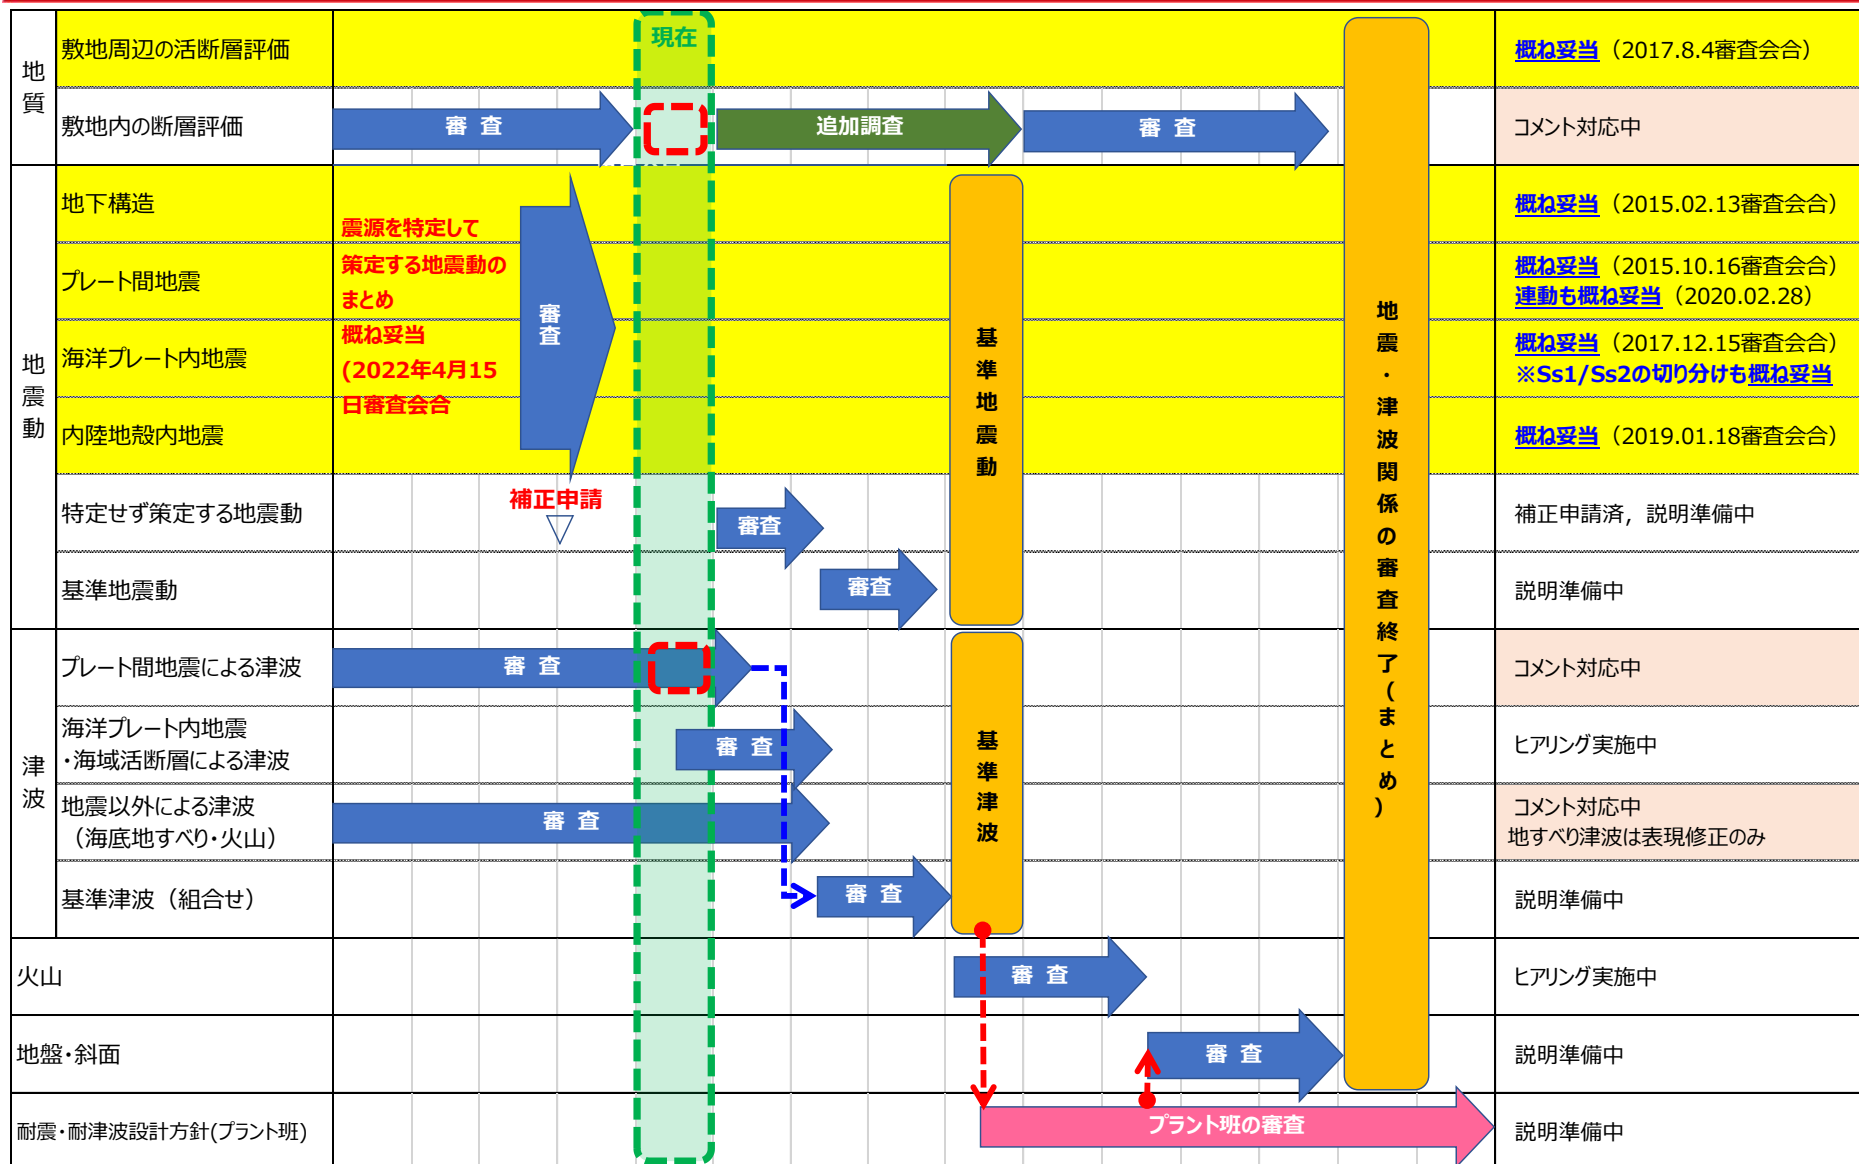 現在
地質
敷地周辺の活断層評価
概ね妥当（2017.8.4審査会合）
敷地内の断層評価
審 査
追加調査
審 査
コメント対応中
地震動
地下構造
概ね妥当（2015.02.13審査会合）
震源を特定して
策定する地震動の
まとめ
概ね妥当
(2022年4月15
日審査会合
審査
プレート間地震
概ね妥当（2015.10.16審査会合）
連動も概ね妥当（2020.02.28）
海洋プレート内地震
概ね妥当（2017.12.15審査会合）
※Ss1/Ss2の切り分けも概ね妥当
内陸地殻内地震
概ね妥当（2019.01.18審査会合）
特定せず策定する地震動
補正申請
審査
補正申請済，説明準備中
基準地震動
審査
説明準備中
基準地震動
地震・津波関係の審査終了(まとめ)
津波
プレート間地震による津波
審 査
コメント対応中
海洋プレート内地震
・海域活断層による津波
審 査
ヒアリング実施中
地震以外による津波
（海底地すべり・火山）
審 査
コメント対応中
地すべり津波は表現修正のみ
基準津波（組合せ）
審 査
説明準備中
基準津波
火山
審 査
ヒアリング実施中
地盤・斜面
審 査
説明準備中
耐震・耐津波設計方針(プラント班)
プラント班の審査
説明準備中